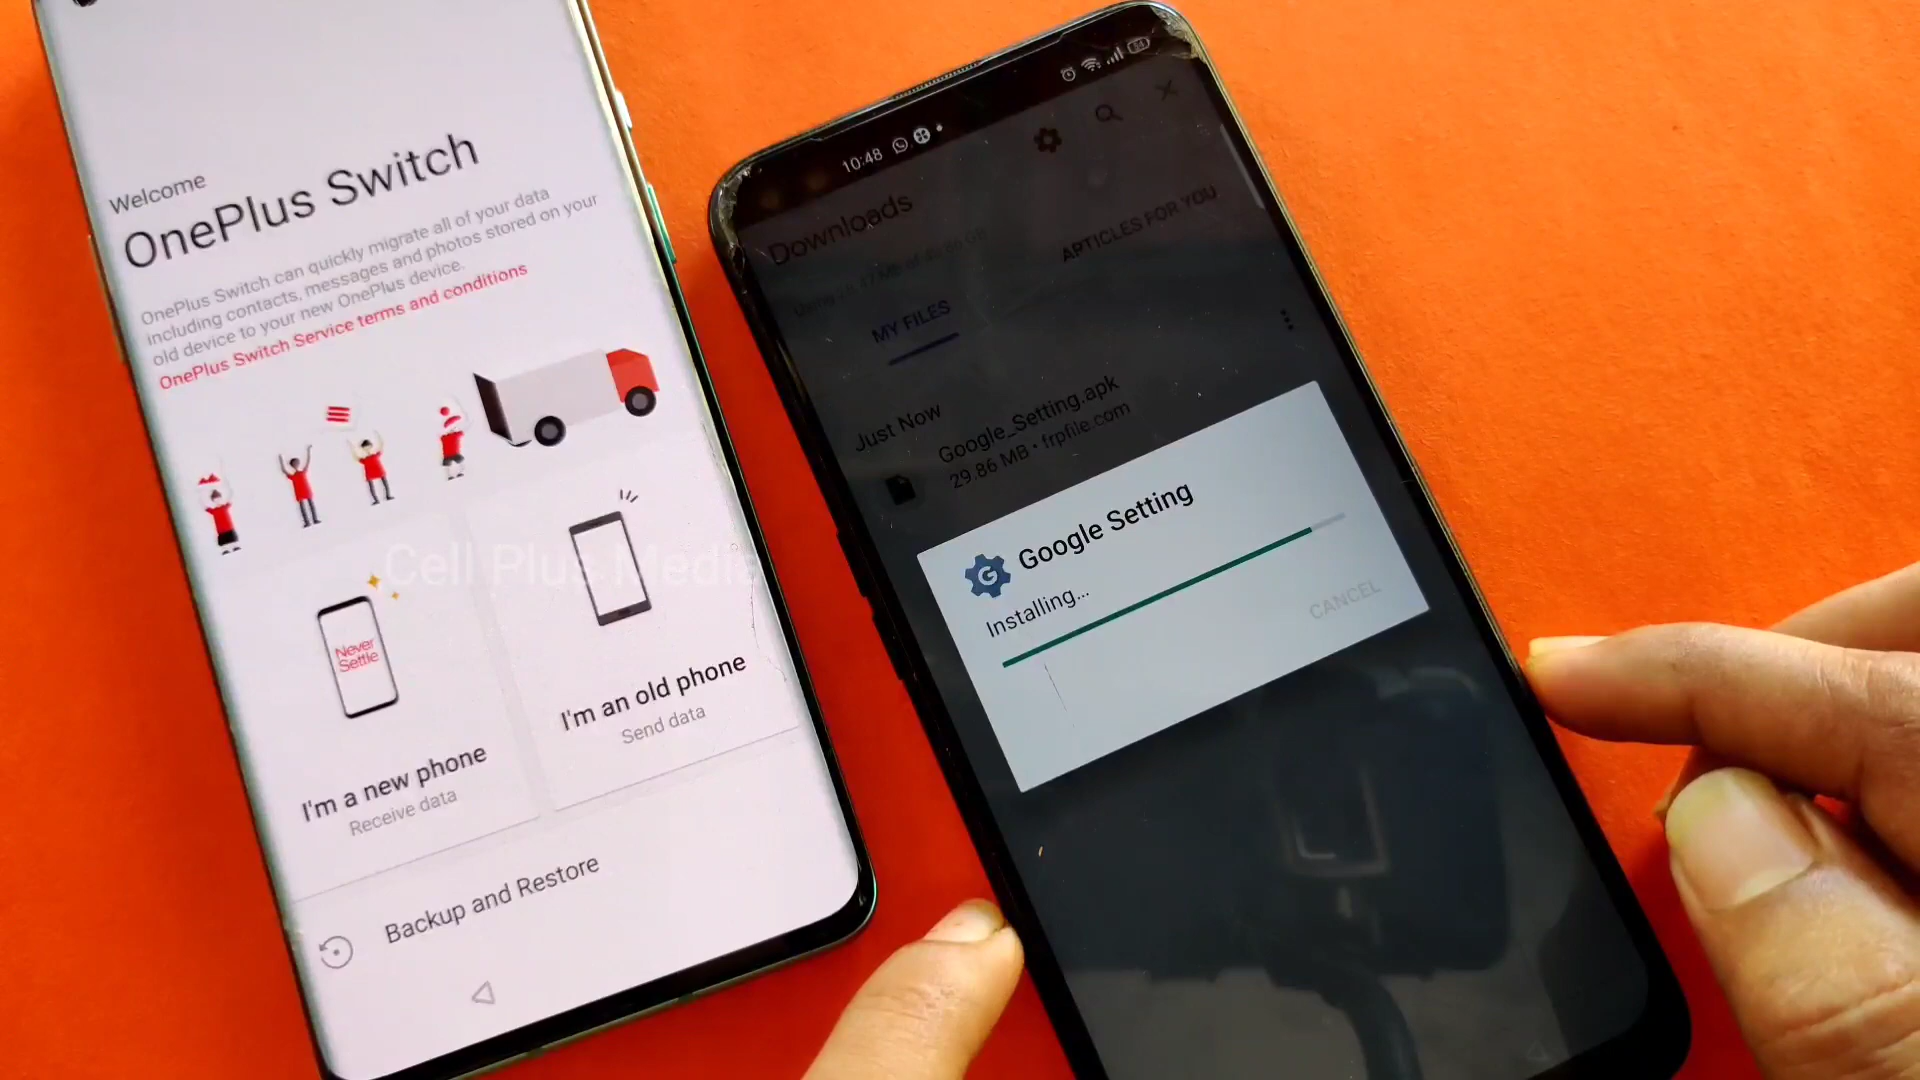 Welcome
OnePlus Switch
OnePlus Switch can quickly migrate all of your data
including contacts, messages and photos stored on your
old device to your new OnePlus device.
OnePlus Switch Service terms and conditions
Never
Settle
I'm a new phone
Receive data
I'm an old phone
Send data
Backup and Restore
Cell Plus Media
10:48
Downloads
MY FILES
ARTICLES FOR YOU
Just Now
Google_Setting.apk
29.86 MB • frpfile.com
G
Google Setting
Installing...
CANCEL